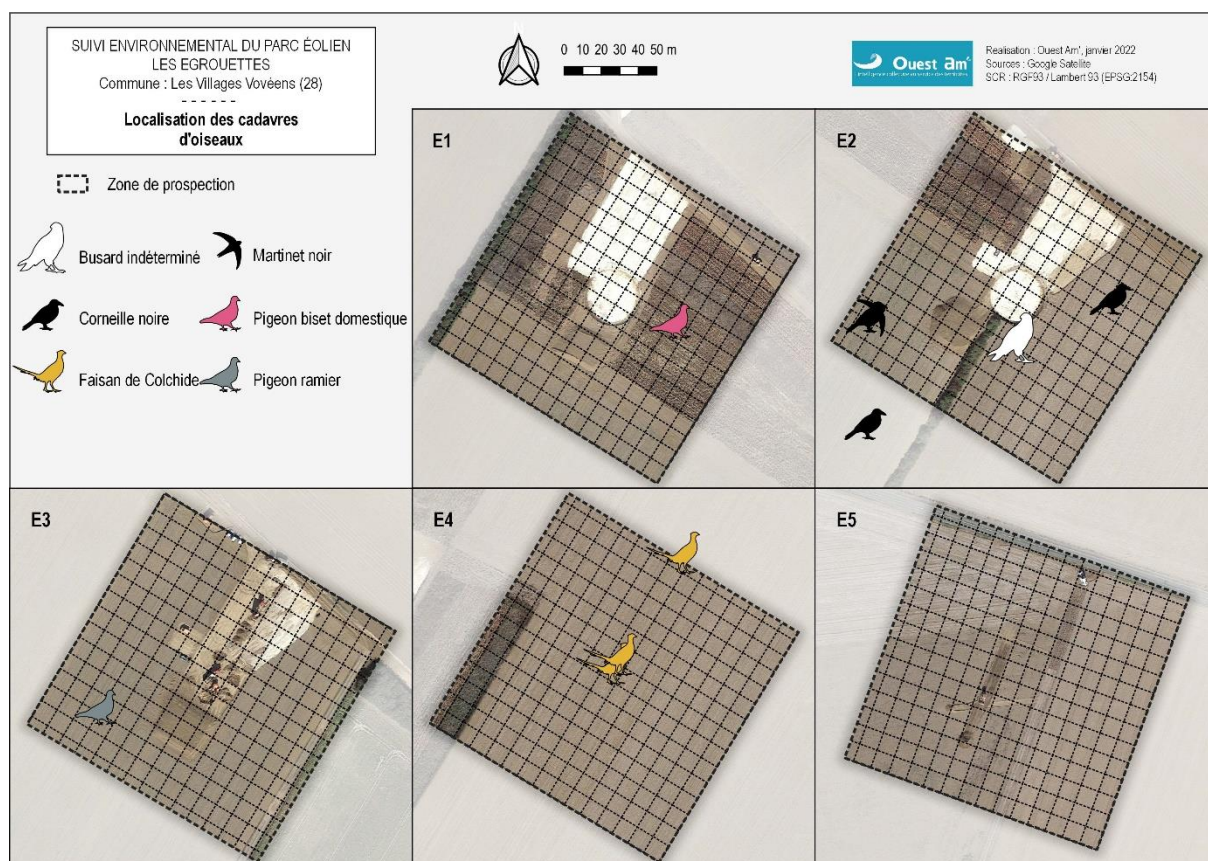 SUIVI ENVIRONNEMENTAL DU PARC ÉOLIEN
LES EGROUETTES
Commune : Les Villages Vovéens (28)
Localisation des cadavres
d'oiseaux
0 10 20 30 40 50 m
Ouest Am'
Realisation : Ouest Am', janvier 2022
Sources : Google Satellite
SCR : RGF93 / Lambert 93 (EPSG:2154)
Zone de prospection
Busard indéterminé
Martinet noir
Corneille noire
Pigeon biset domestique
Faisan de Colchide
Pigeon ramier
E1
E2
E3
E4
E5